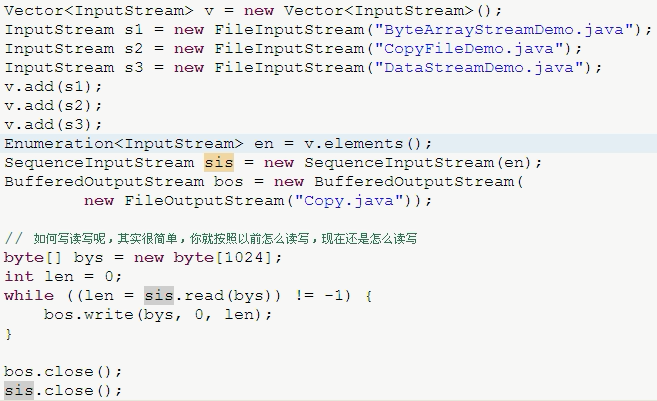 Vector<InputStream> v = new Vector<InputStream>();
InputStream s1 = new FileInputStream("ByteArrayStreamDemo.java");
InputStream s2 = new FileInputStream("CopyFileDemo.java");
InputStream s3 = new FileInputStream("DataStreamDemo.java");
v.add(s1);
v.add(s2);
v.add(s3);
Enumeration<InputStream> en = v.elements();
SequenceInputStream sis = new SequenceInputStream(en);
BufferedOutputStream bos = new BufferedOutputStream(
        new FileOutputStream("Copy.java"));

// 如何写读写呢，其实很简单，你就按照以前怎么读写，现在还是怎么读写
byte[] bys = new byte[1024];
int len = 0;
while ((len = sis.read(bys)) != -1) {
    bos.write(bys, 0, len);
}

bos.close();
sis.close();